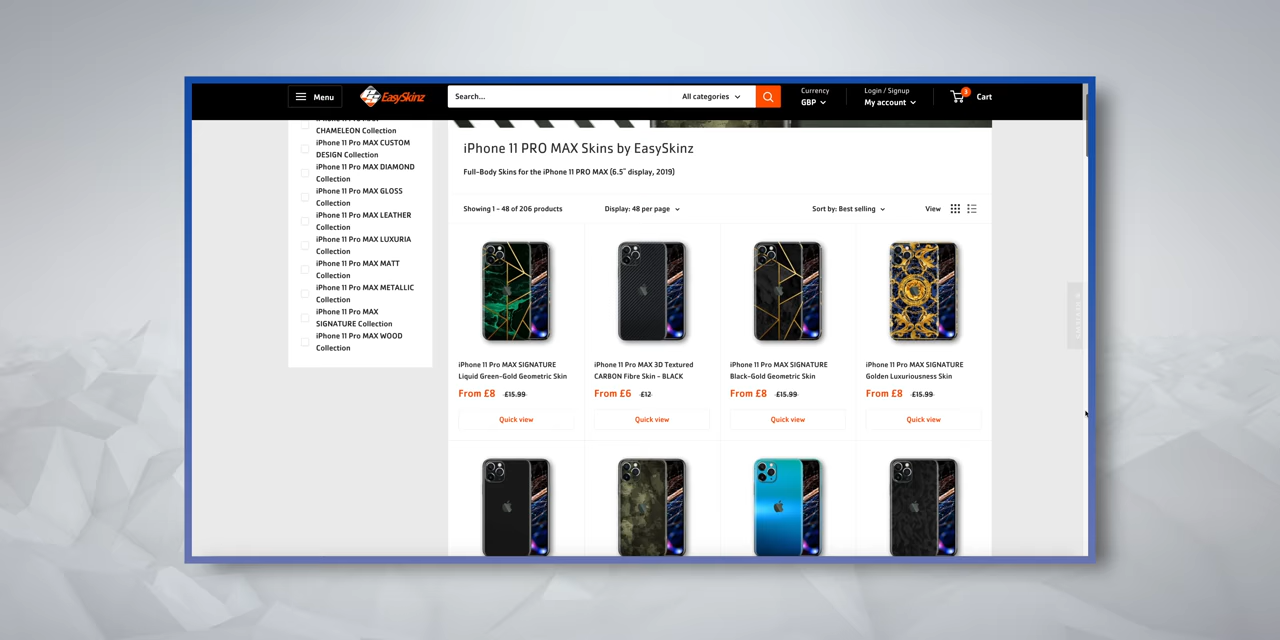 Menu
EasySkinz
Search...
All categories
Currency
GBP
Login / Signup
My account
3
Cart
CHAMELEON Collection
iPhone 11 Pro MAX CUSTOM
DESIGN Collection
iPhone 11 Pro MAX DIAMOND
Collection
iPhone 11 Pro MAX GLOSS
Collection
iPhone 11 Pro MAX LEATHER
Collection
iPhone 11 Pro MAX LUXURIA
Collection
iPhone 11 Pro MAX MATT
Collection
iPhone 11 Pro MAX METALLIC
Collection
iPhone 11 Pro MAX
SIGNATURE Collection
iPhone 11 Pro MAX WOOD
Collection
iPhone 11 PRO MAX Skins by EasySkinz
Full-Body Skins for the iPhone 11 PRO MAX (6.5" display, 2019)
Showing 1 - 48 of 206 products
Display: 48 per page
Sort by: Best selling
View
iPhone 11 Pro MAX SIGNATURE
Liquid Green-Gold Geometric Skin
From £8 £15.99
Quick view
iPhone 11 Pro MAX 3D Textured
CARBON Fibre Skin - BLACK
From £6 £12
Quick view
iPhone 11 Pro MAX SIGNATURE
Black-Gold Geometric Skin
From £8 £15.99
Quick view
iPhone 11 Pro MAX SIGNATURE
Golden Luxuriousness Skin
From £8 £15.99
Quick view